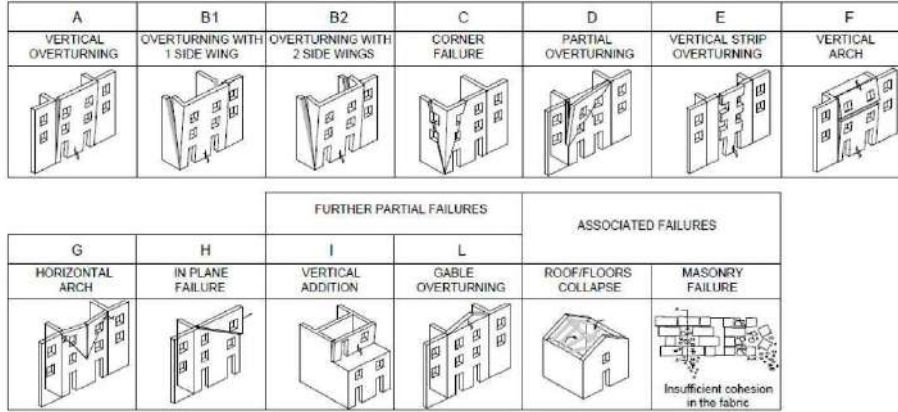 A B1 B2 C D E F
VERTICAL OVERTURNING WITH OVERTURNING WITH CORNER PARTIAL VERTICAL STRIP VERTICAL
OVERTURNING 1 SIDE WING 2 SIDE WINGS FAILURE OVERTURNING OVERTURNING ARCH
FURTHER PARTIAL FAILURES
ASSOCIATED FAILURES
G H I L
HORIZONTAL IN PLANE VERTICAL GABLE ROOF/FLOORS MASONRY
ARCH FAILURE ADDITION OVERTURNING COLLAPSE FAILURE
Insufficient cohesion
in the fabric